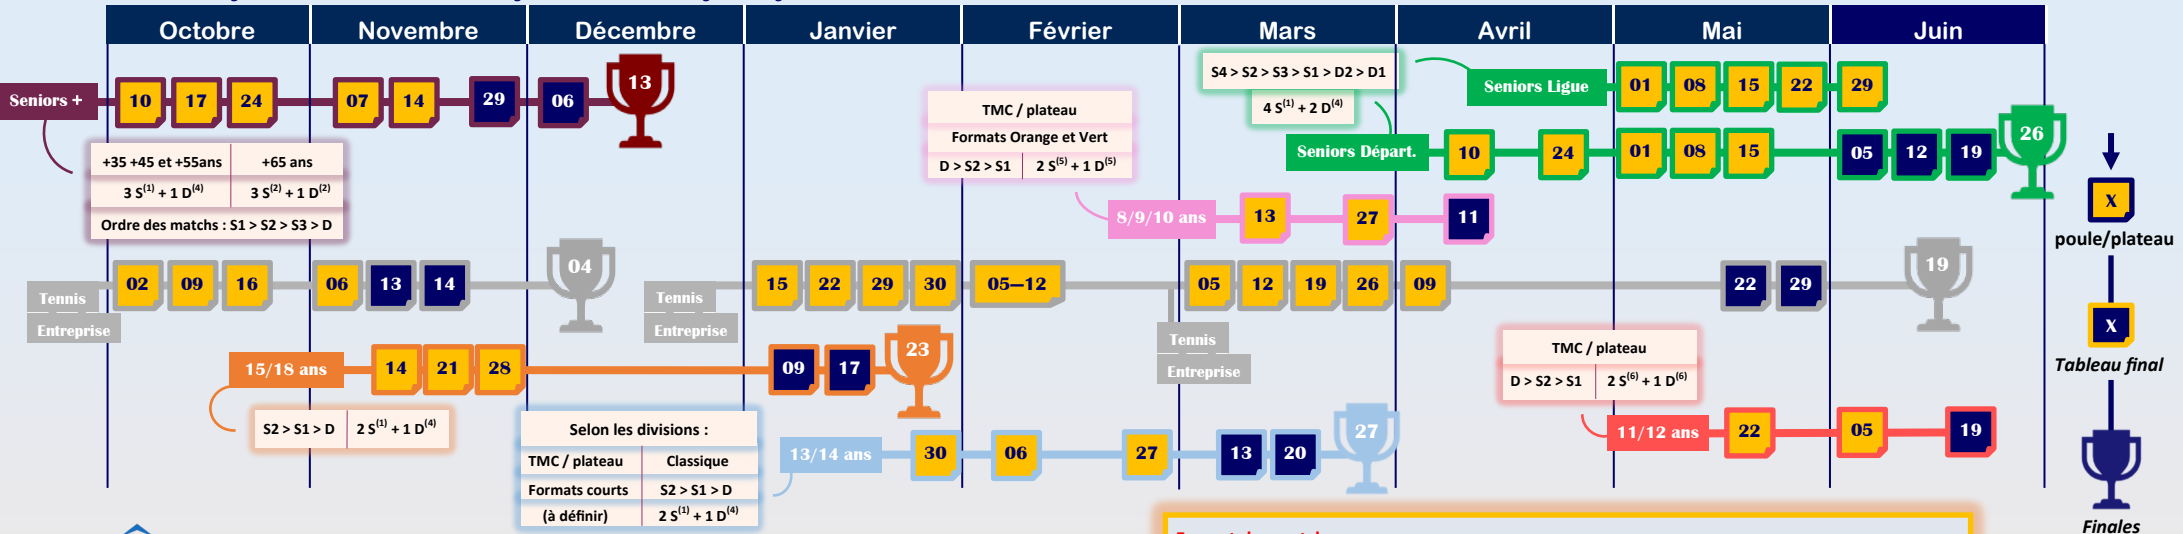 Octobre Novembre Décembre Janvier Février Mars Avril Mai Juin
Seniors + 10 17 24 07 14 29 06 13
+35 +45 et +55ans +65 ans
3 S(1) + 1 D(4) 3 S(2) + 1 D(2)
Ordre des matchs : S1 > S2 > S3 > D
S4 > S2 > S3 > S1 > D2 > D1
4 S(1) + 2 D(4)
Seniors Ligue 01 08 15 22 29
Seniors Départ. 10 24 01 08 15 05 12 19 26
TMC / plateau
Formats Orange et Vert
D > S2 > S1 2 S(5) + 1 D(5)
8/9/10 ans 13 27 11
Tennis
Entreprise
02 09 16 06 13 14 04
Tennis
Entreprise
15 22 29 30 05–12 05 12 19 26 09 22 29 19
Tennis
Entreprise
15/18 ans 14 21 28 09 17 23
S2 > S1 > D 2 S(1) + 1 D(4)
Selon les divisions :
TMC / plateau Classique
Formats courts S2 > S1 > D
(à définir) 2 S(1) + 1 D(4)
13/14 ans 30 06 27 13 20 27
TMC / plateau
D > S2 > S1 2 S(6) + 1 D(6)
11/12 ans 22 05 19
X
poule/plateau
X
Tableau final
Finales